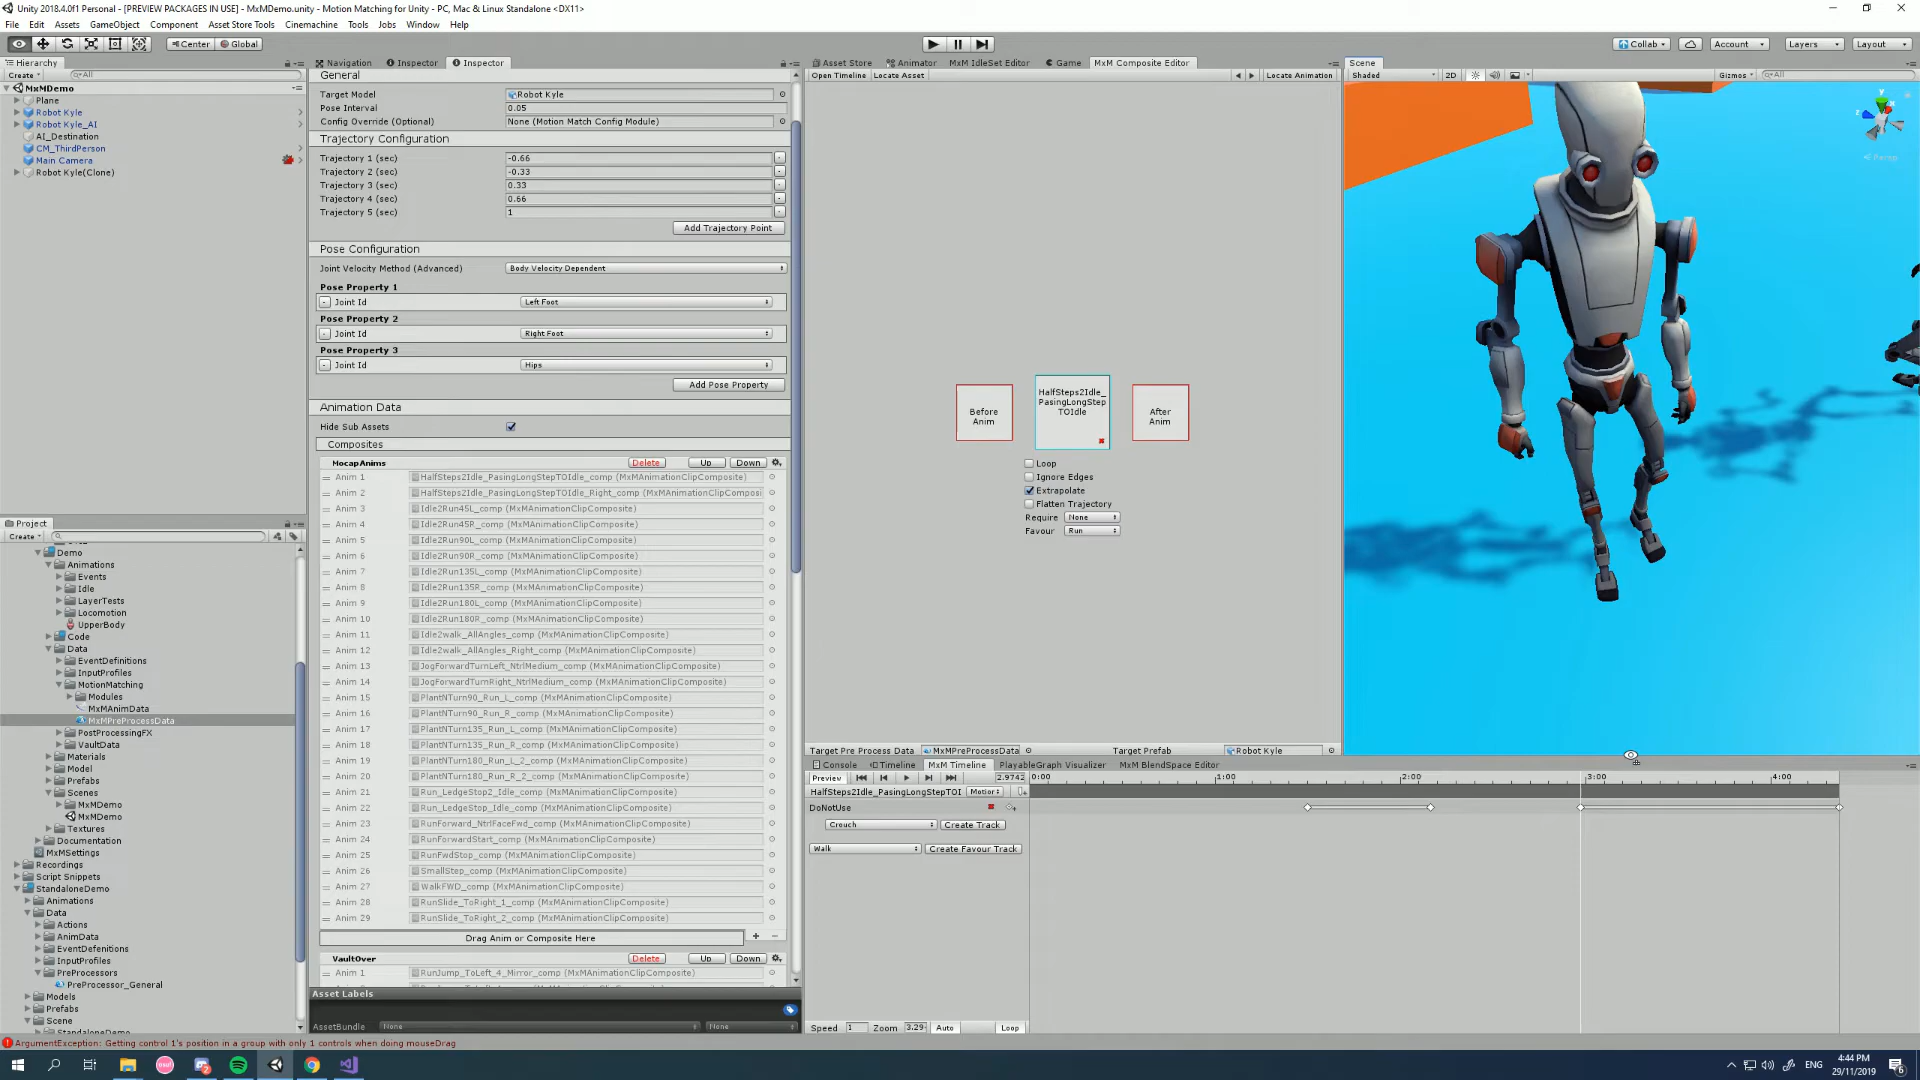 Unity 2018.4.0f1 Personal - [PREVIEW PACKAGES IN USE] - MxMDemo.unity - Motion Matching for Unity - PC, Mac & Linux Standalone <DX11>
File Edit Assets GameObject Component Asset Store Tools Cinemachine Tools Jobs Window Help
Center Global
Collab Account Layers Layout
Hierarchy
Create All
MxMDemo
Plane
Robot Kyle
Robot Kyle_AI
AI_Destination
CM_ThirdPerson
Main Camera
Robot Kyle(Clone)
Project
Create
Demo
Animations
Events
Idle
LayerTests
Locomotion
UpperBody
Code
Data
EventDefinitions
InputProfiles
MotionMatching
Modules
MxMAnimData
MxMPreProcessData
PostProcessingFX
VaultData
Materials
Model
Prefabs
Scenes
MxMDemo
MxMDemo
Textures
Documentation
MxMSettings
Recordings
Script Snippets
StandaloneDemo
Animations
Data
Actions
AnimData
EventDefenitions
InputProfiles
PreProcessors
PreProcessor_General
Models
Prefabs
Scene
StandaloneDemo
Navigation Inspector Inspector
General
Target Model Robot Kyle
Pose Interval 0.05
Config Override (Optional) None (Motion Match Config Module)
Trajectory Configuration
Trajectory 1 (sec) -0.66
Trajectory 2 (sec) -0.33
Trajectory 3 (sec) 0.33
Trajectory 4 (sec) 0.66
Trajectory 5 (sec) 1
Add Trajectory Point
Pose Configuration
Joint Velocity Method (Advanced) Body Velocity Dependent
Pose Property 1
- Joint Id Left Foot
Pose Property 2
- Joint Id Right Foot
Pose Property 3
- Joint Id Hips
Add Pose Property
Animation Data
Hide Sub Assets
Composites
MocapAnims Delete Up Down
Anim 1 HalfSteps2Idle_PasingLongStepTOIdle_comp (MxMAnimationClipComposite)
Anim 2 HalfSteps2Idle_PasingLongStepTOIdle_Right_comp (MxMAnimationClipComposi
Anim 3 Idle2Run45L_comp (MxMAnimationClipComposite)
Anim 4 Idle2Run45R_comp (MxMAnimationClipComposite)
Anim 5 Idle2Run90L_comp (MxMAnimationClipComposite)
Anim 6 Idle2Run90R_comp (MxMAnimationClipComposite)
Anim 7 Idle2Run135L_comp (MxMAnimationClipComposite)
Anim 8 Idle2Run135R_comp (MxMAnimationClipComposite)
Anim 9 Idle2Run180L_comp (MxMAnimationClipComposite)
Anim 10 Idle2Run180R_comp (MxMAnimationClipComposite)
Anim 11 Idle2walk_AllAngles_comp (MxMAnimationClipComposite)
Anim 12 Idle2walk_AllAngles_Right_comp (MxMAnimationClipComposite)
Anim 13 JogForwardTurnLeft_NtrlMedium_comp (MxMAnimationClipComposite)
Anim 14 JogForwardTurnRight_NtrlMedium_comp (MxMAnimationClipComposite)
Anim 15 PlantNTurn90_Run_L_comp (MxMAnimationClipComposite)
Anim 16 PlantNTurn90_Run_R_comp (MxMAnimationClipComposite)
Anim 17 PlantNTurn135_Run_L_comp (MxMAnimationClipComposite)
Anim 18 PlantNTurn135_Run_R_comp (MxMAnimationClipComposite)
Anim 19 PlantNTurn180_Run_L_2_comp (MxMAnimationClipComposite)
Anim 20 PlantNTurn180_Run_R_2_comp (MxMAnimationClipComposite)
Anim 21 Run_LedgeStop2_Idle_comp (MxMAnimationClipComposite)
Anim 22 Run_LedgeStop_Idle_comp (MxMAnimationClipComposite)
Anim 23 RunForward_NtrlFaceFwd_comp (MxMAnimationClipComposite)
Anim 24 RunForwardStart_comp (MxMAnimationClipComposite)
Anim 25 RunFwdStop_comp (MxMAnimationClipComposite)
Anim 26 SmallStep_comp (MxMAnimationClipComposite)
Anim 27 WalkFWD_comp (MxMAnimationClipComposite)
Anim 28 RunSlide_ToRight_1_comp (MxMAnimationClipComposite)
Anim 29 RunSlide_ToRight_2_comp (MxMAnimationClipComposite)
Drag Anim or Composite Here + -
VaultOver Delete Up Down
Anim 1 RunJump_ToLeft_4_Mirror_comp (MxMAnimationClipComposite)
Asset Labels
AssetBundle None None
Asset Store Animator MxM IdleSet Editor Game MxM Composite Editor
Open Timeline Locate Asset Locate Animation
Before Anim
HalfSteps2Idle_PasingLongStepTOIdle
After Anim
Loop
Ignore Edges
Extrapolate
Flatten Trajectory
Require None
Favour Run
Target Pre Process Data MxMPreProcessData Target Prefab Robot Kyle
Scene
Shaded 2D Gizmos All
y
x
z
Persp
Console Timeline MxM Timeline PlayableGraph Visualizer MxM BlendSpace Editor
Preview 2.9742 0:00 1:00 2:00 3:00 4:00
HalfSteps2Idle_PasingLongStepTOI Motion
DoNotUse
Crouch Create Track
Walk Create Favour Track
Speed 1 Zoom 3.29 Auto Loop
ArgumentException: Getting control 1's position in a group with only 1 controls when doing mouseDrag
ENG
4:44 PM
29/11/2019